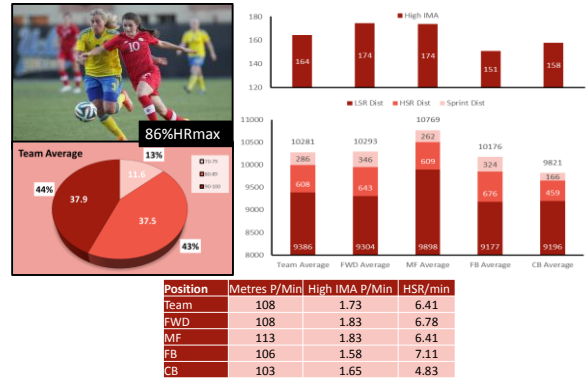 10
86%HRmax
Team Average
13%
11.6
70-79
80-89
90-100
44%
37.9
37.5
43%
High IMA
180
160
140
120
164
174
174
151
158
LSR Dist
HSR Dist
Sprint Dist
11000
10500
10000
9500
9000
8500
8000
10281
286
608
9386
10293
346
643
9304
10769
262
609
9898
10176
324
676
9177
9821
166
459
9196
Team Average
FWD Average
MF Average
FB Average
CB Average
Position Metres P/Min High IMA P/Min HSR/min
Team 108 1.73 6.41
FWD 108 1.83 6.78
MF 113 1.83 6.41
FB 106 1.58 7.11
CB 103 1.65 4.83